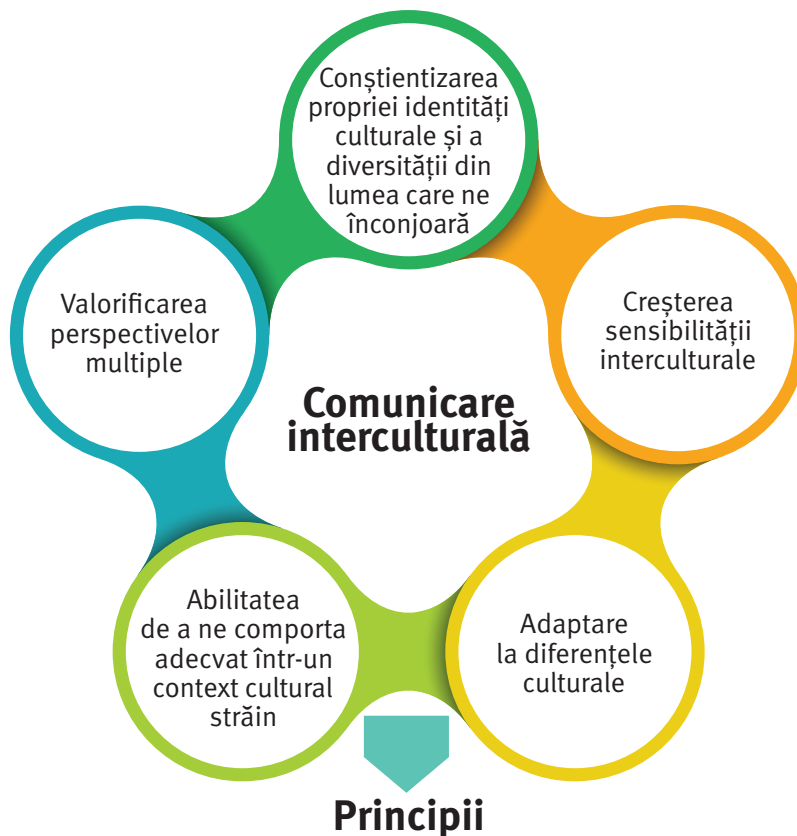 Conștientizarea
propriei identități
culturale și a
diversității din
lumea care ne
înconjoară
Creșterea
sensibilității
interculturale
Adaptare
la diferențele
culturale
Abilitatea
de a ne comporta
adecvat într-un
context cultural
străin
Valorificarea
perspectivelor
multiple
Comunicare
interculturală
Principii